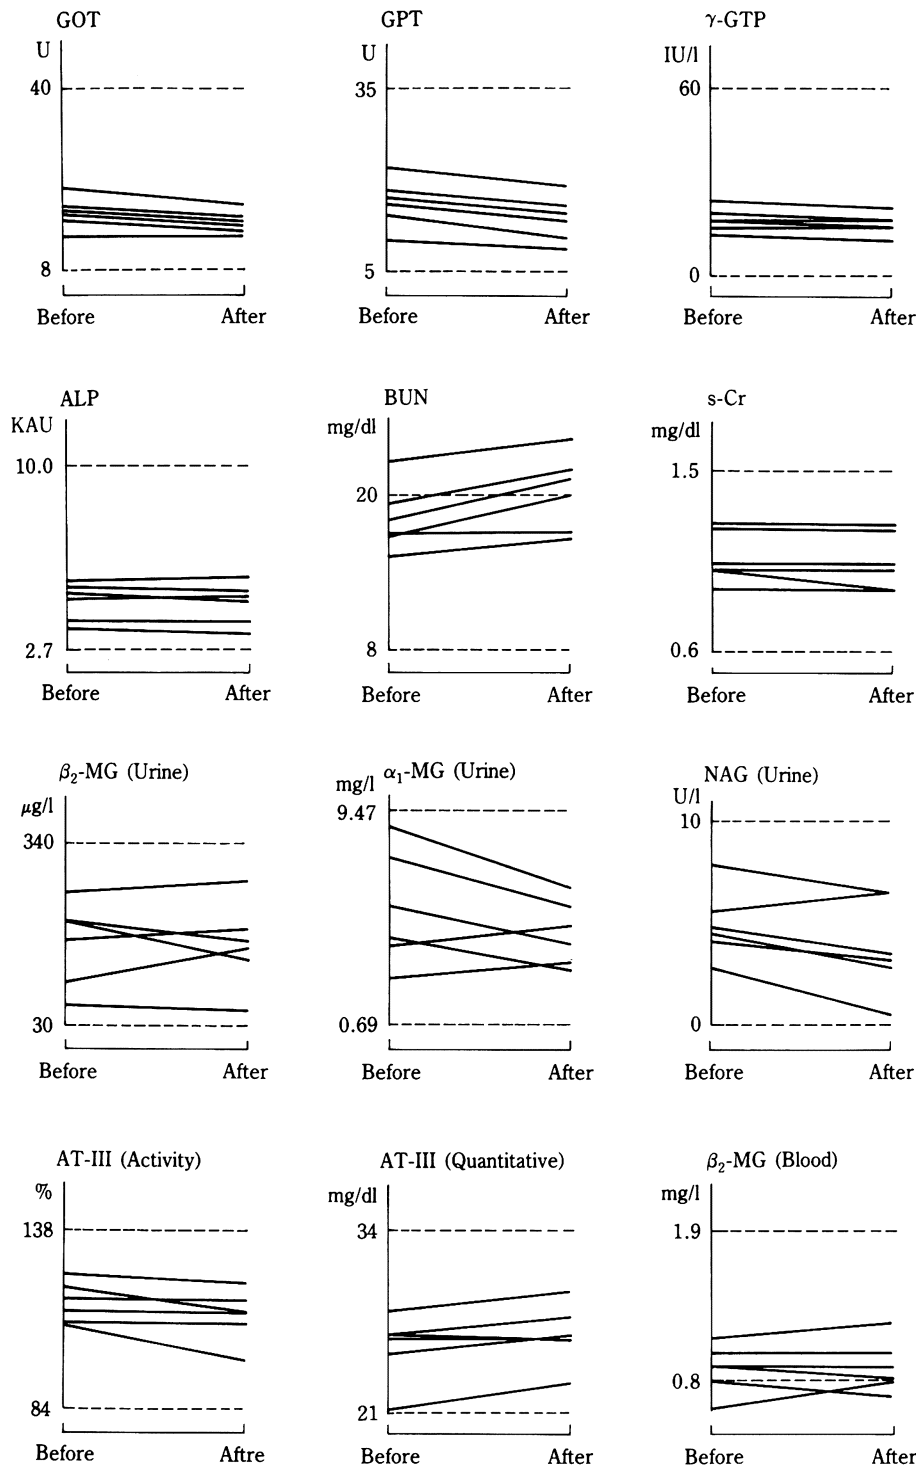 GOT
U
40
8
Before After
GPT
U
35
5
Before After
γ-GTP
IU/l
60
0
Before After
ALP
KAU
10.0
2.7
Before After
BUN
mg/dl
20
8
Before After
s-Cr
mg/dl
1.5
0.6
Before After
β₂-MG (Urine)
μg/l
340
30
Before After
α₁-MG (Urine)
mg/l
9.47
0.69
Before After
NAG (Urine)
U/l
10
0
Before After
AT-III (Activity)
%
138
84
Before Aftre
AT-III (Quantitative)
mg/dl
34
21
Before After
β₂-MG (Blood)
mg/l
1.9
0.8
Before After